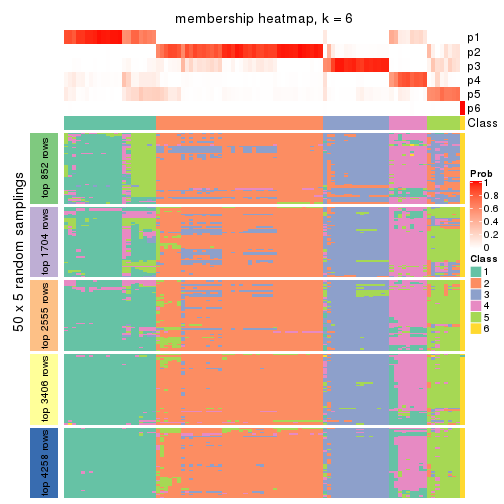 membership heatmap, k = 6
p1
p2
p3
p4
p5
p6
Class
50 x 5 random samplings
top 852 rows
top 1704 rows
top 2555 rows
top 3406 rows
top 4258 rows
Prob
1
0.8
0.6
0.4
0.2
0
Class
1
2
3
4
5
6